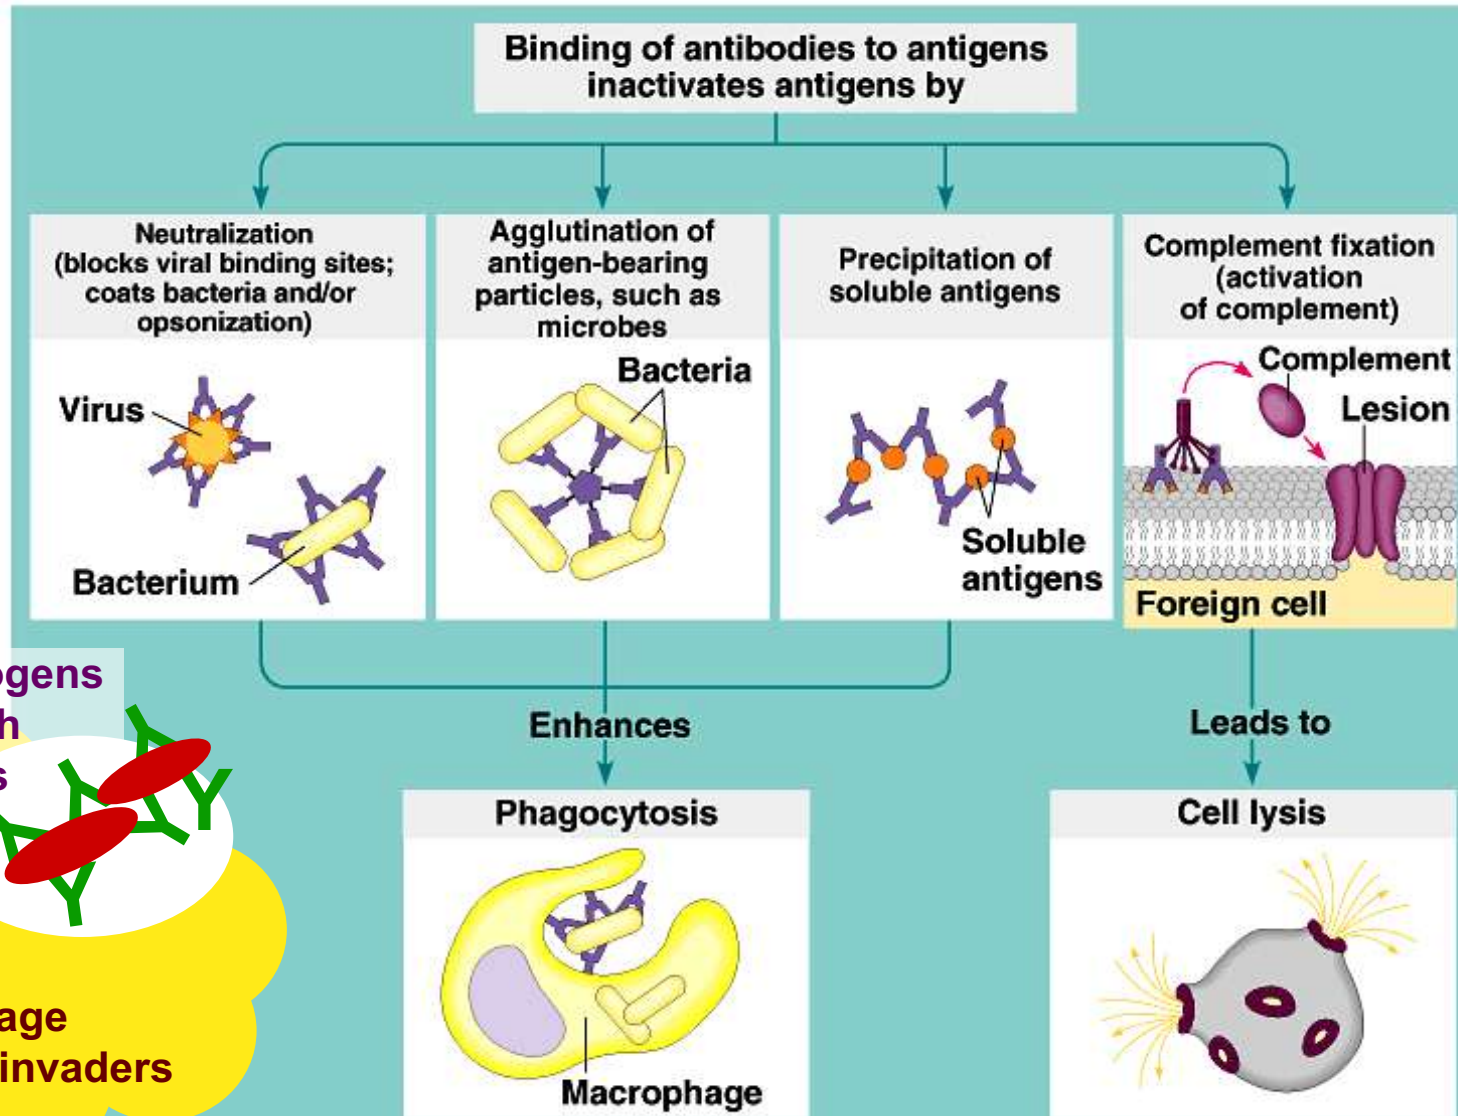 Binding of antibodies to antigens
inactivates antigens by
Neutralization
(blocks viral binding sites;
coats bacteria and/or
opsonization)
Agglutination of
antigen-bearing
particles, such as
microbes
Precipitation of
soluble antigens
Complement fixation
(activation
of complement)
Virus
Bacterium
Bacteria
Soluble
antigens
Complement
Lesion
Foreign cell
Enhances
Leads to
Phagocytosis
Cell lysis
Macrophage
invaders